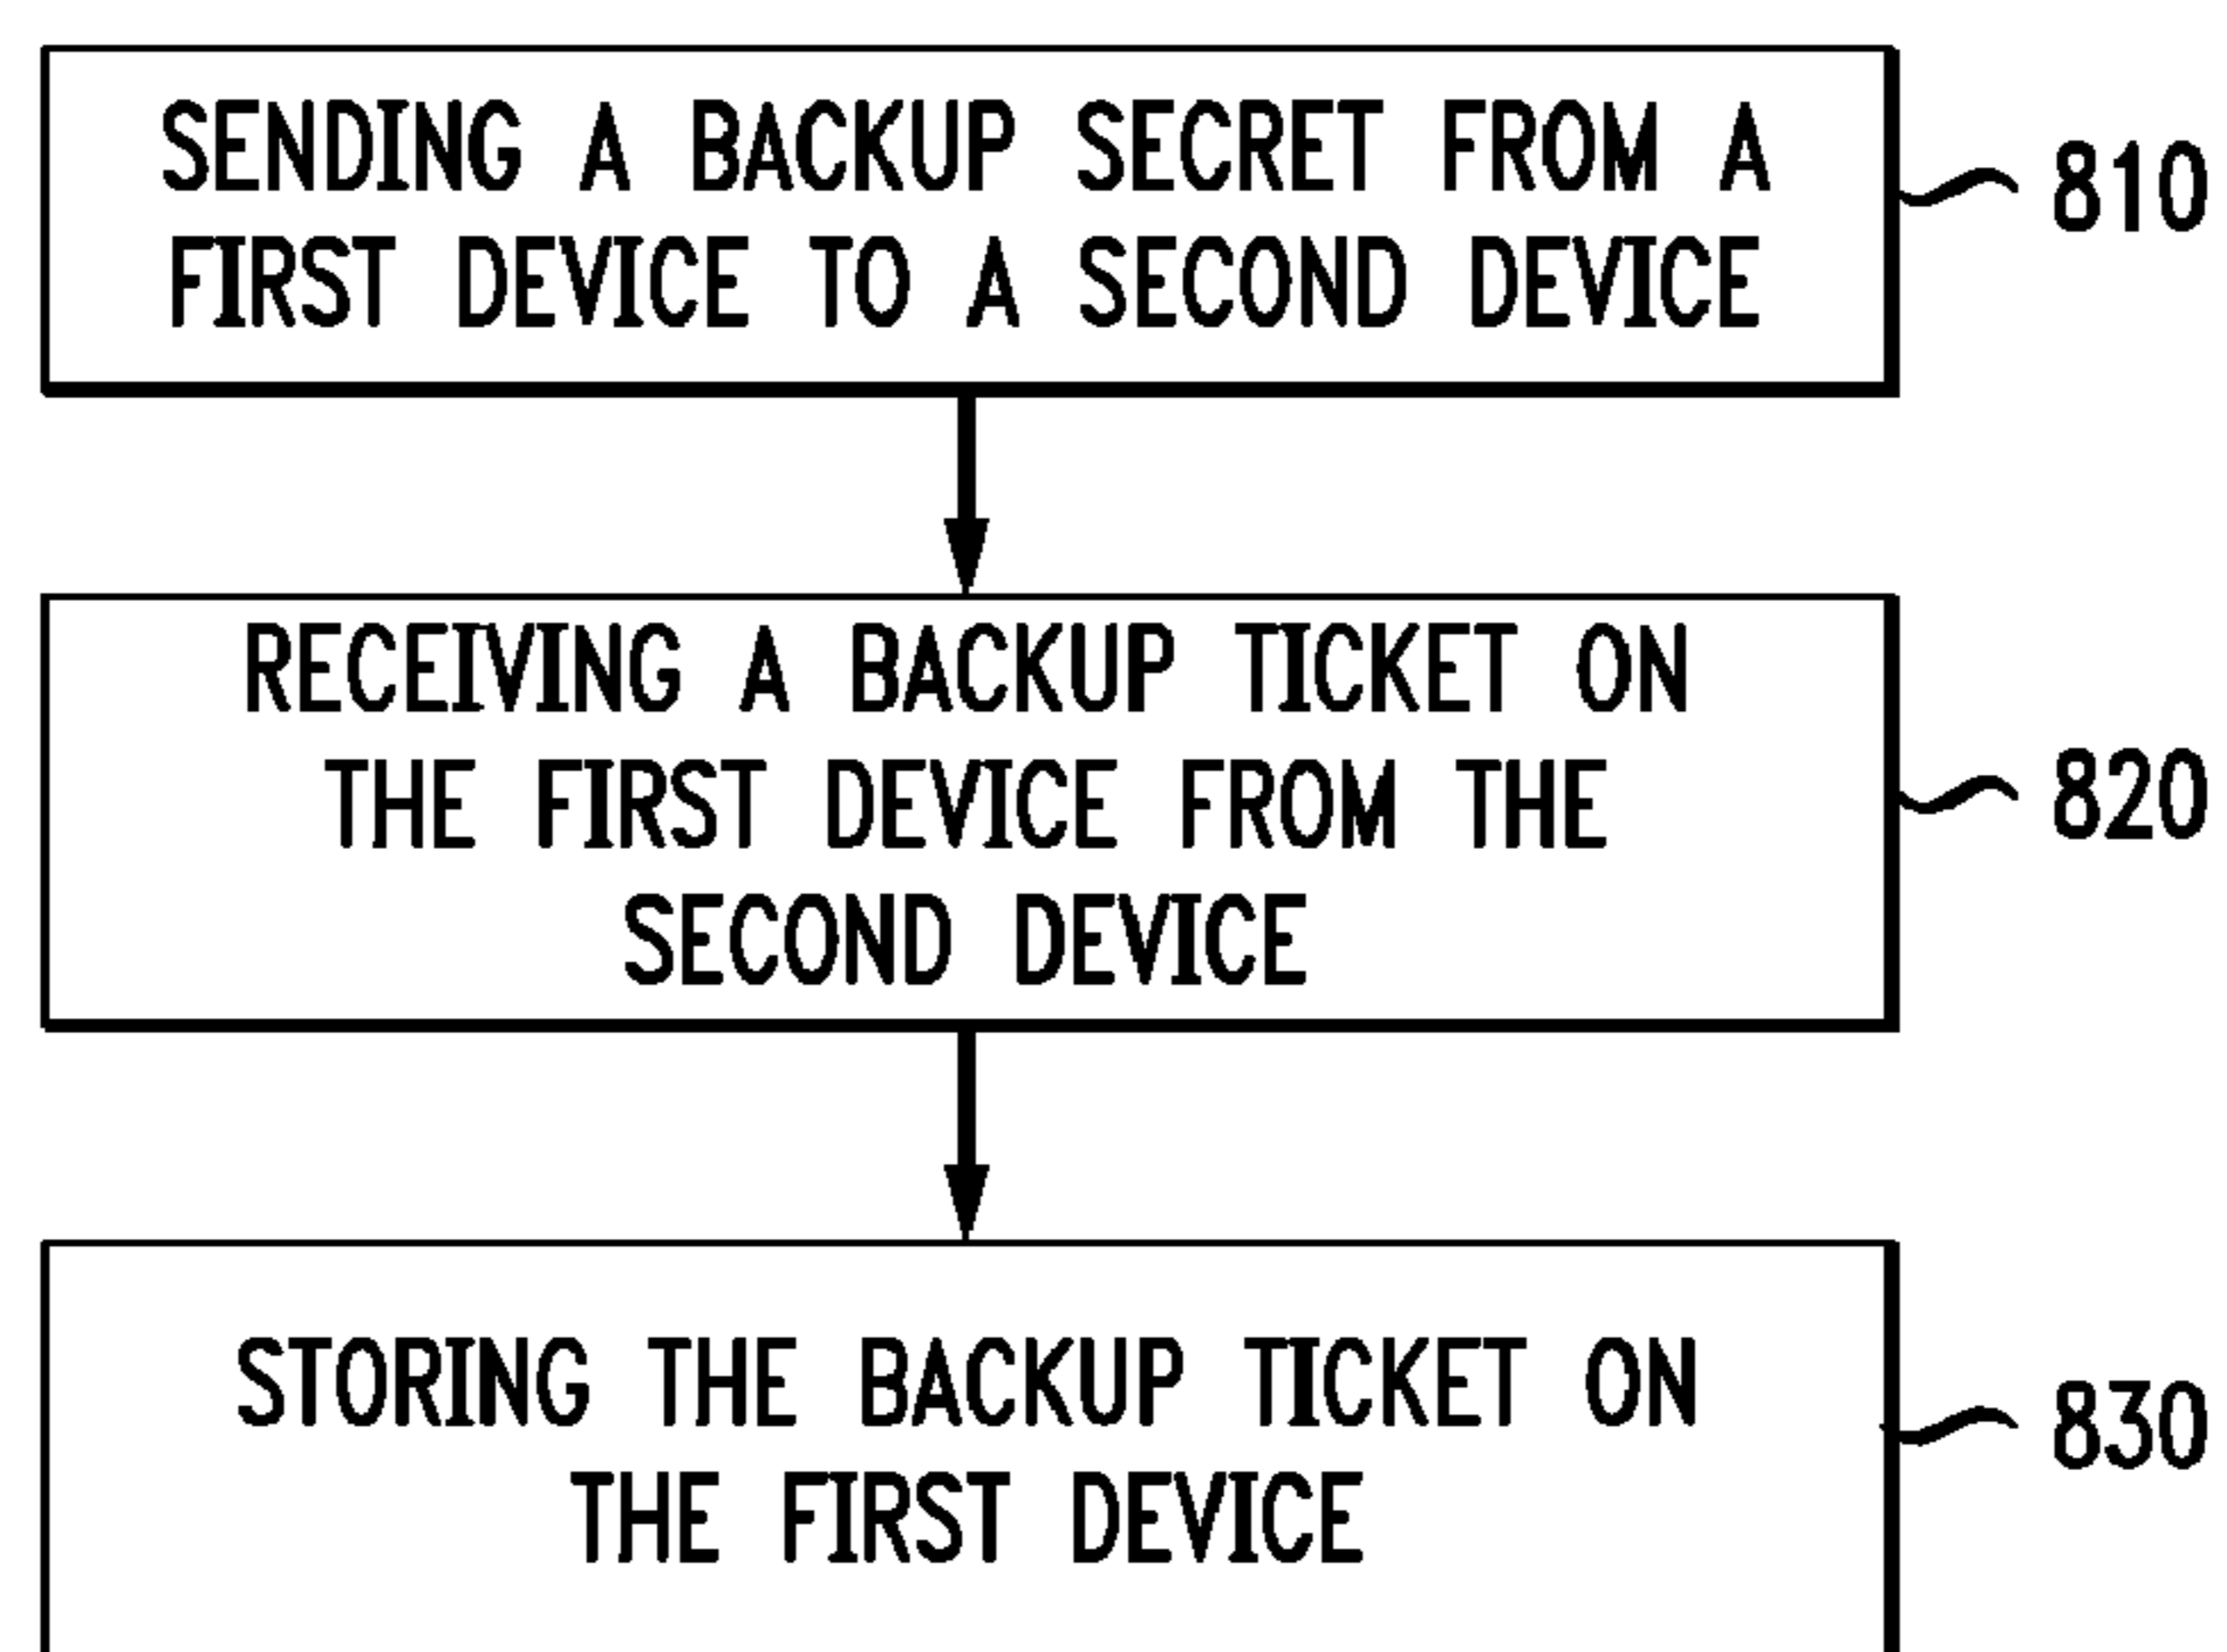 SENDING A BACKUP SECRET FROM A
FIRST DEVICE TO A SECOND DEVICE
810
RECEIVING A BACKUP TICKET ON
THE FIRST DEVICE FROM THE
SECOND DEVICE
820
STORING THE BACKUP TICKET ON
THE FIRST DEVICE
830